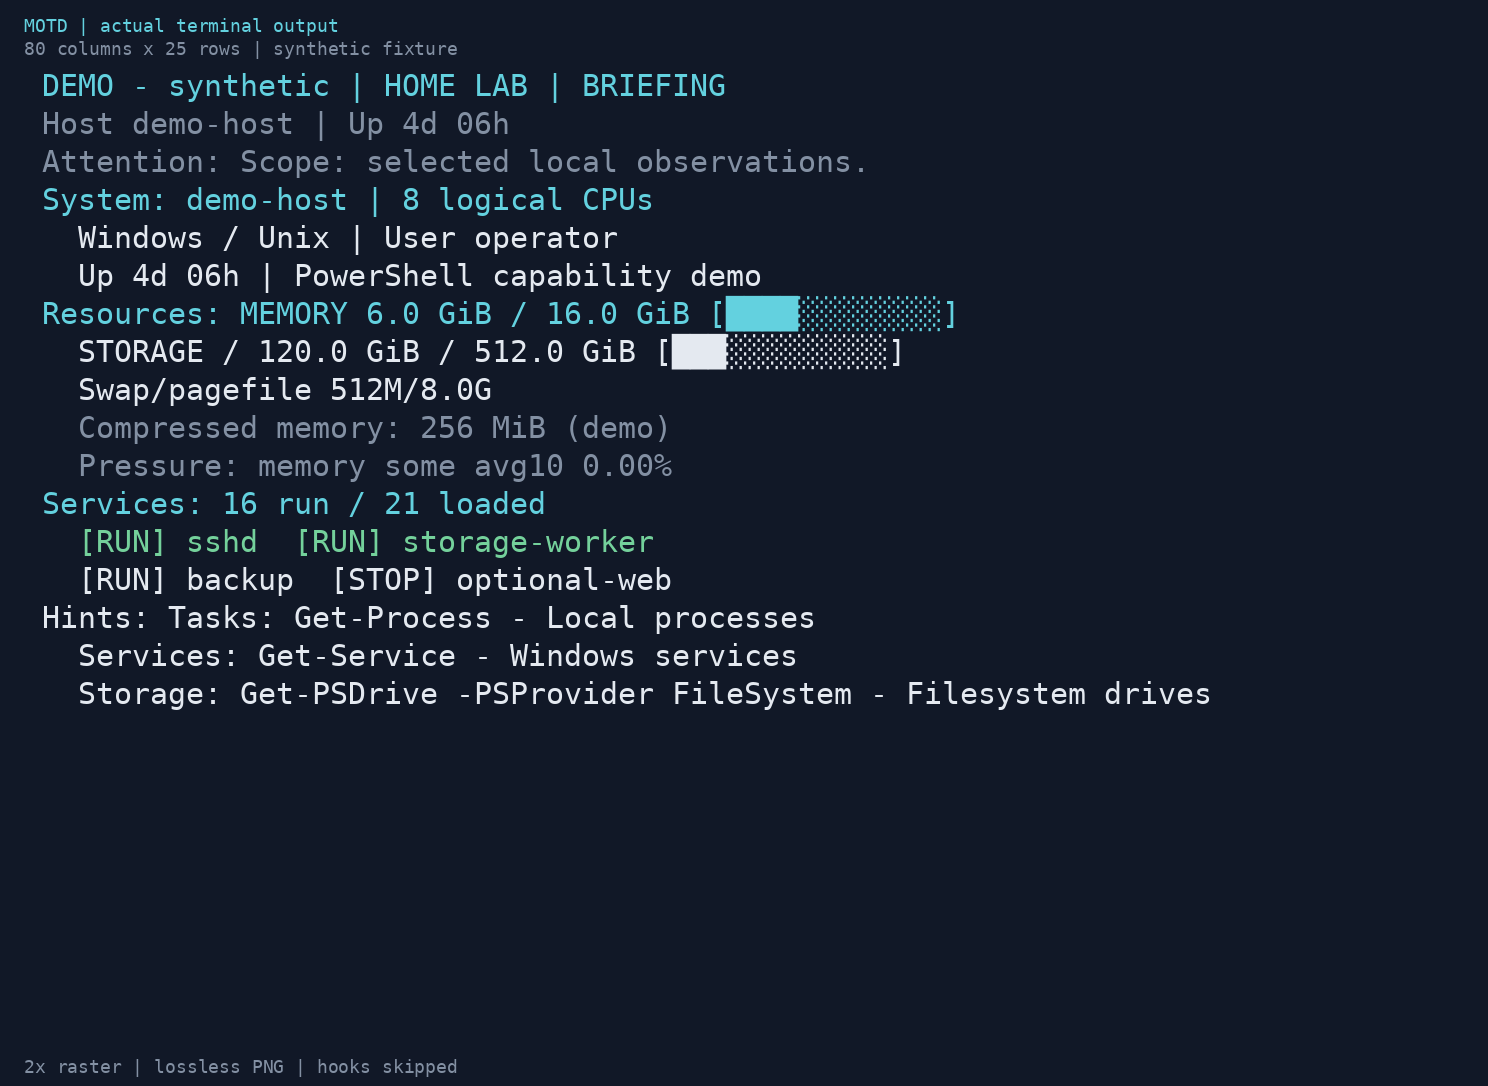 MOTD | actual terminal output
80 columns x 25 rows | synthetic fixture
DEMO - synthetic | HOME LAB | BRIEFING
Host demo-host | Up 4d 06h
Attention: Scope: selected local observations.
System: demo-host | 8 logical CPUs
Windows / Unix | User operator
Up 4d 06h | PowerShell capability demo
Resources: MEMORY 6.0 GiB / 16.0 GiB [████░░░░░░░░]
STORAGE / 120.0 GiB / 512.0 GiB [███░░░░░░░░░]
Swap/pagefile 512M/8.0G
Compressed memory: 256 MiB (demo)
Pressure: memory some avg10 0.00%
Services: 16 run / 21 loaded
[RUN] sshd  [RUN] storage-worker
[RUN] backup  [STOP] optional-web
Hints: Tasks: Get-Process - Local processes
Services: Get-Service - Windows services
Storage: Get-PSDrive -PSProvider FileSystem - Filesystem drives
2x raster | lossless PNG | hooks skipped